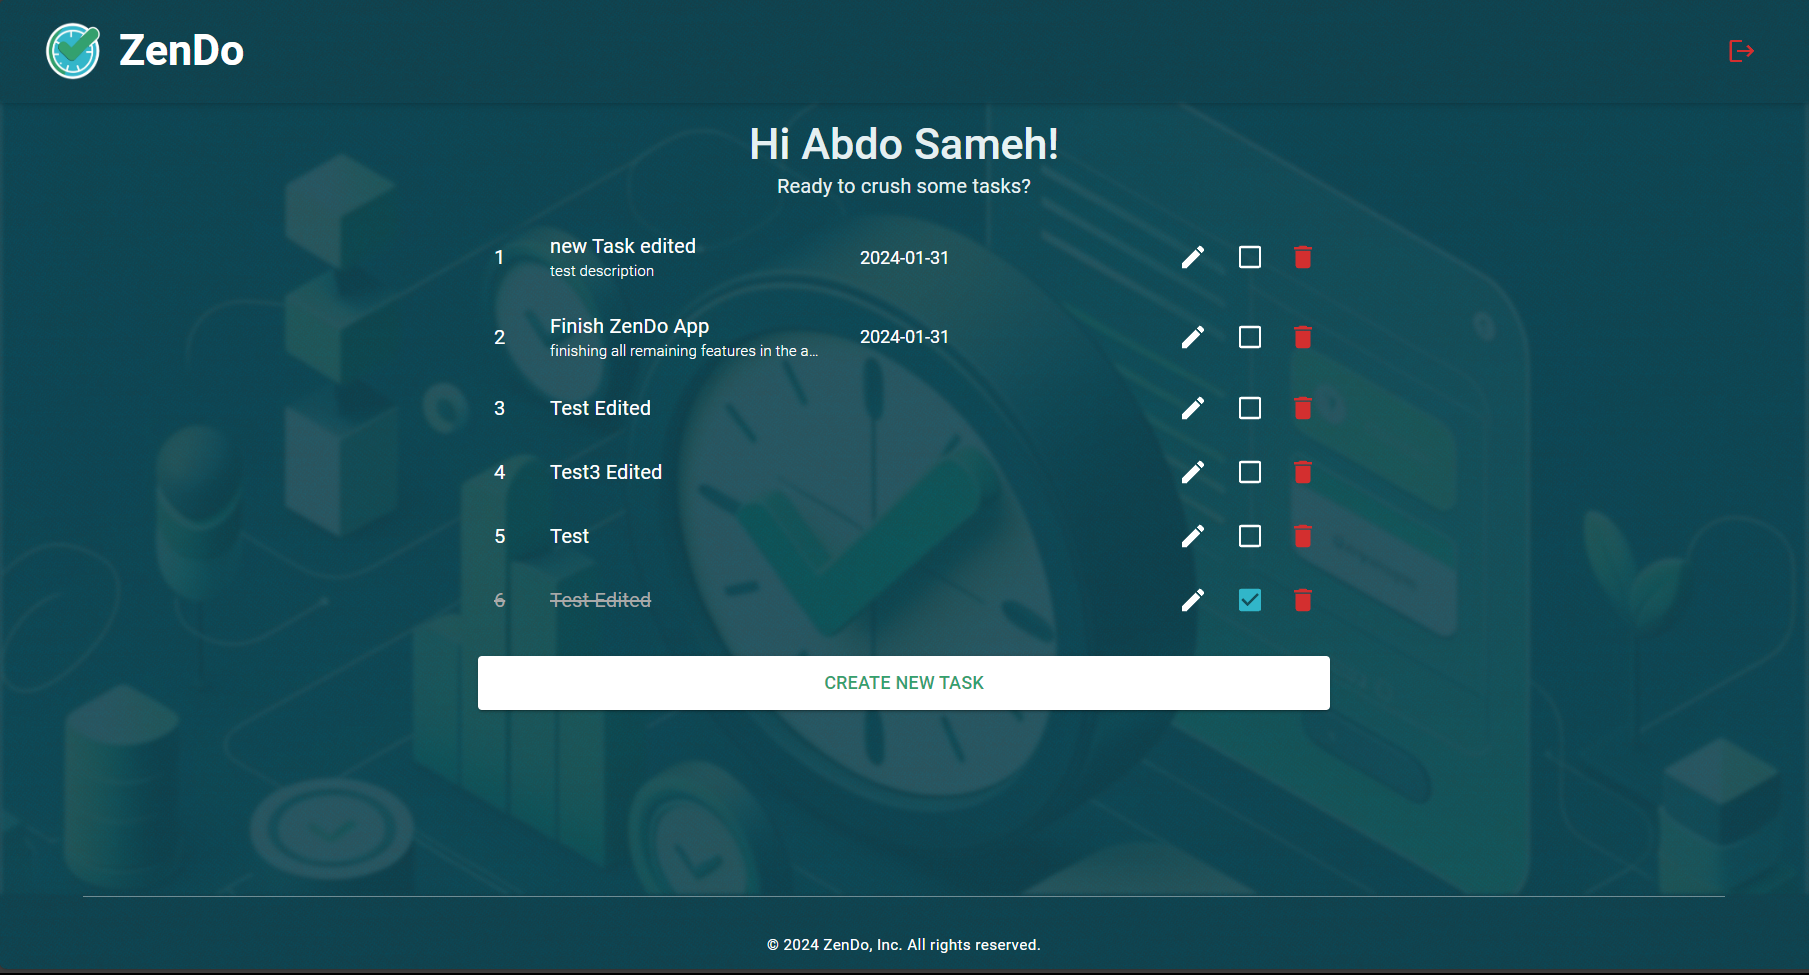 ZenDo
Hi Abdo Sameh!
Ready to crush some tasks?
1
new Task edited
test description
2024-01-31
2
Finish ZenDo App
finishing all remaining features in the a...
2024-01-31
3
Test Edited
4
Test3 Edited
5
Test
6
Test Edited
CREATE NEW TASK
© 2024 ZenDo, Inc. All rights reserved.